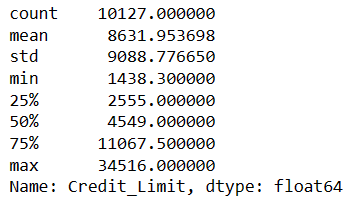 count    10127.000000
mean      8631.953698
std       9088.776650
min       1438.300000
25%       2555.000000
50%       4549.000000
75%      11067.500000
max      34516.000000
Name: Credit_Limit, dtype: float64